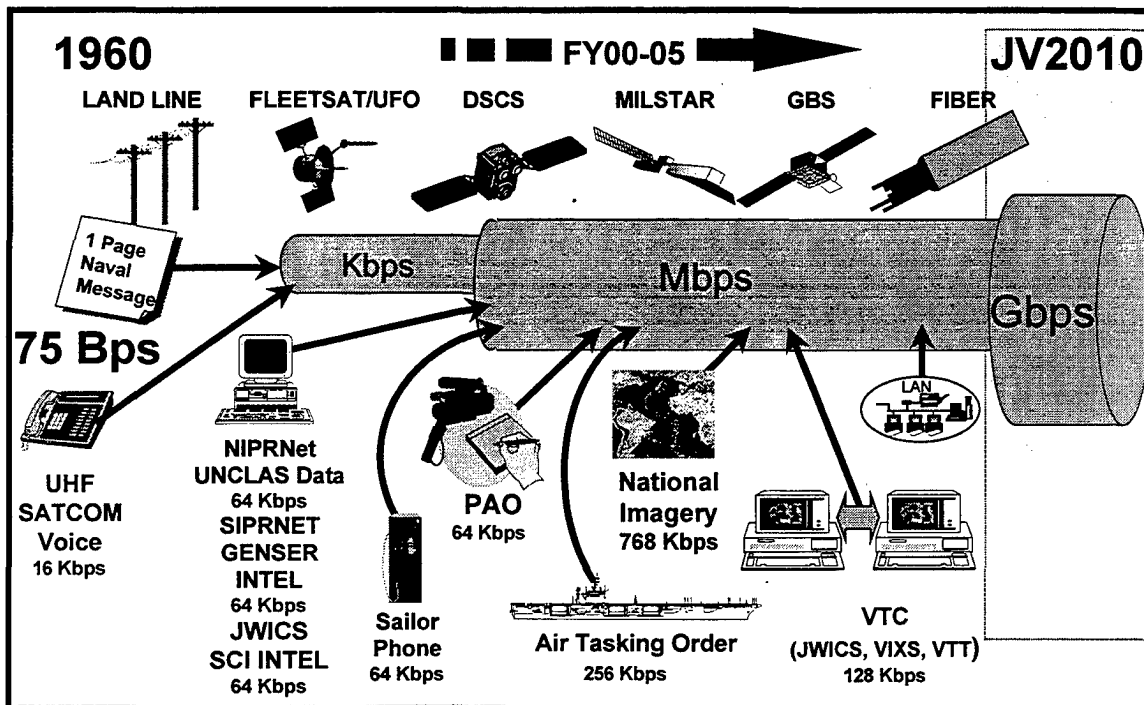 1960
FY00-05
JV2010
LAND LINE
FLEETSAT/UFO
DSCS
MILSTAR
GBS
FIBER
1 Page
Naval
Message
Kbps
Mbps
Gbps
75 Bps
LAN
UHF
SATCOM
Voice
16 Kbps
NIPRNet
UNCLAS Data
64 Kbps
SIPRNET
GENSER
INTEL
64 Kbps
JWICS
SCI INTEL
64 Kbps
Sailor
Phone
64 Kbps
PAO
64 Kbps
Air Tasking Order
256 Kbps
National
Imagery
768 Kbps
VTC
(JWICS, VIXS, VTT)
128 Kbps